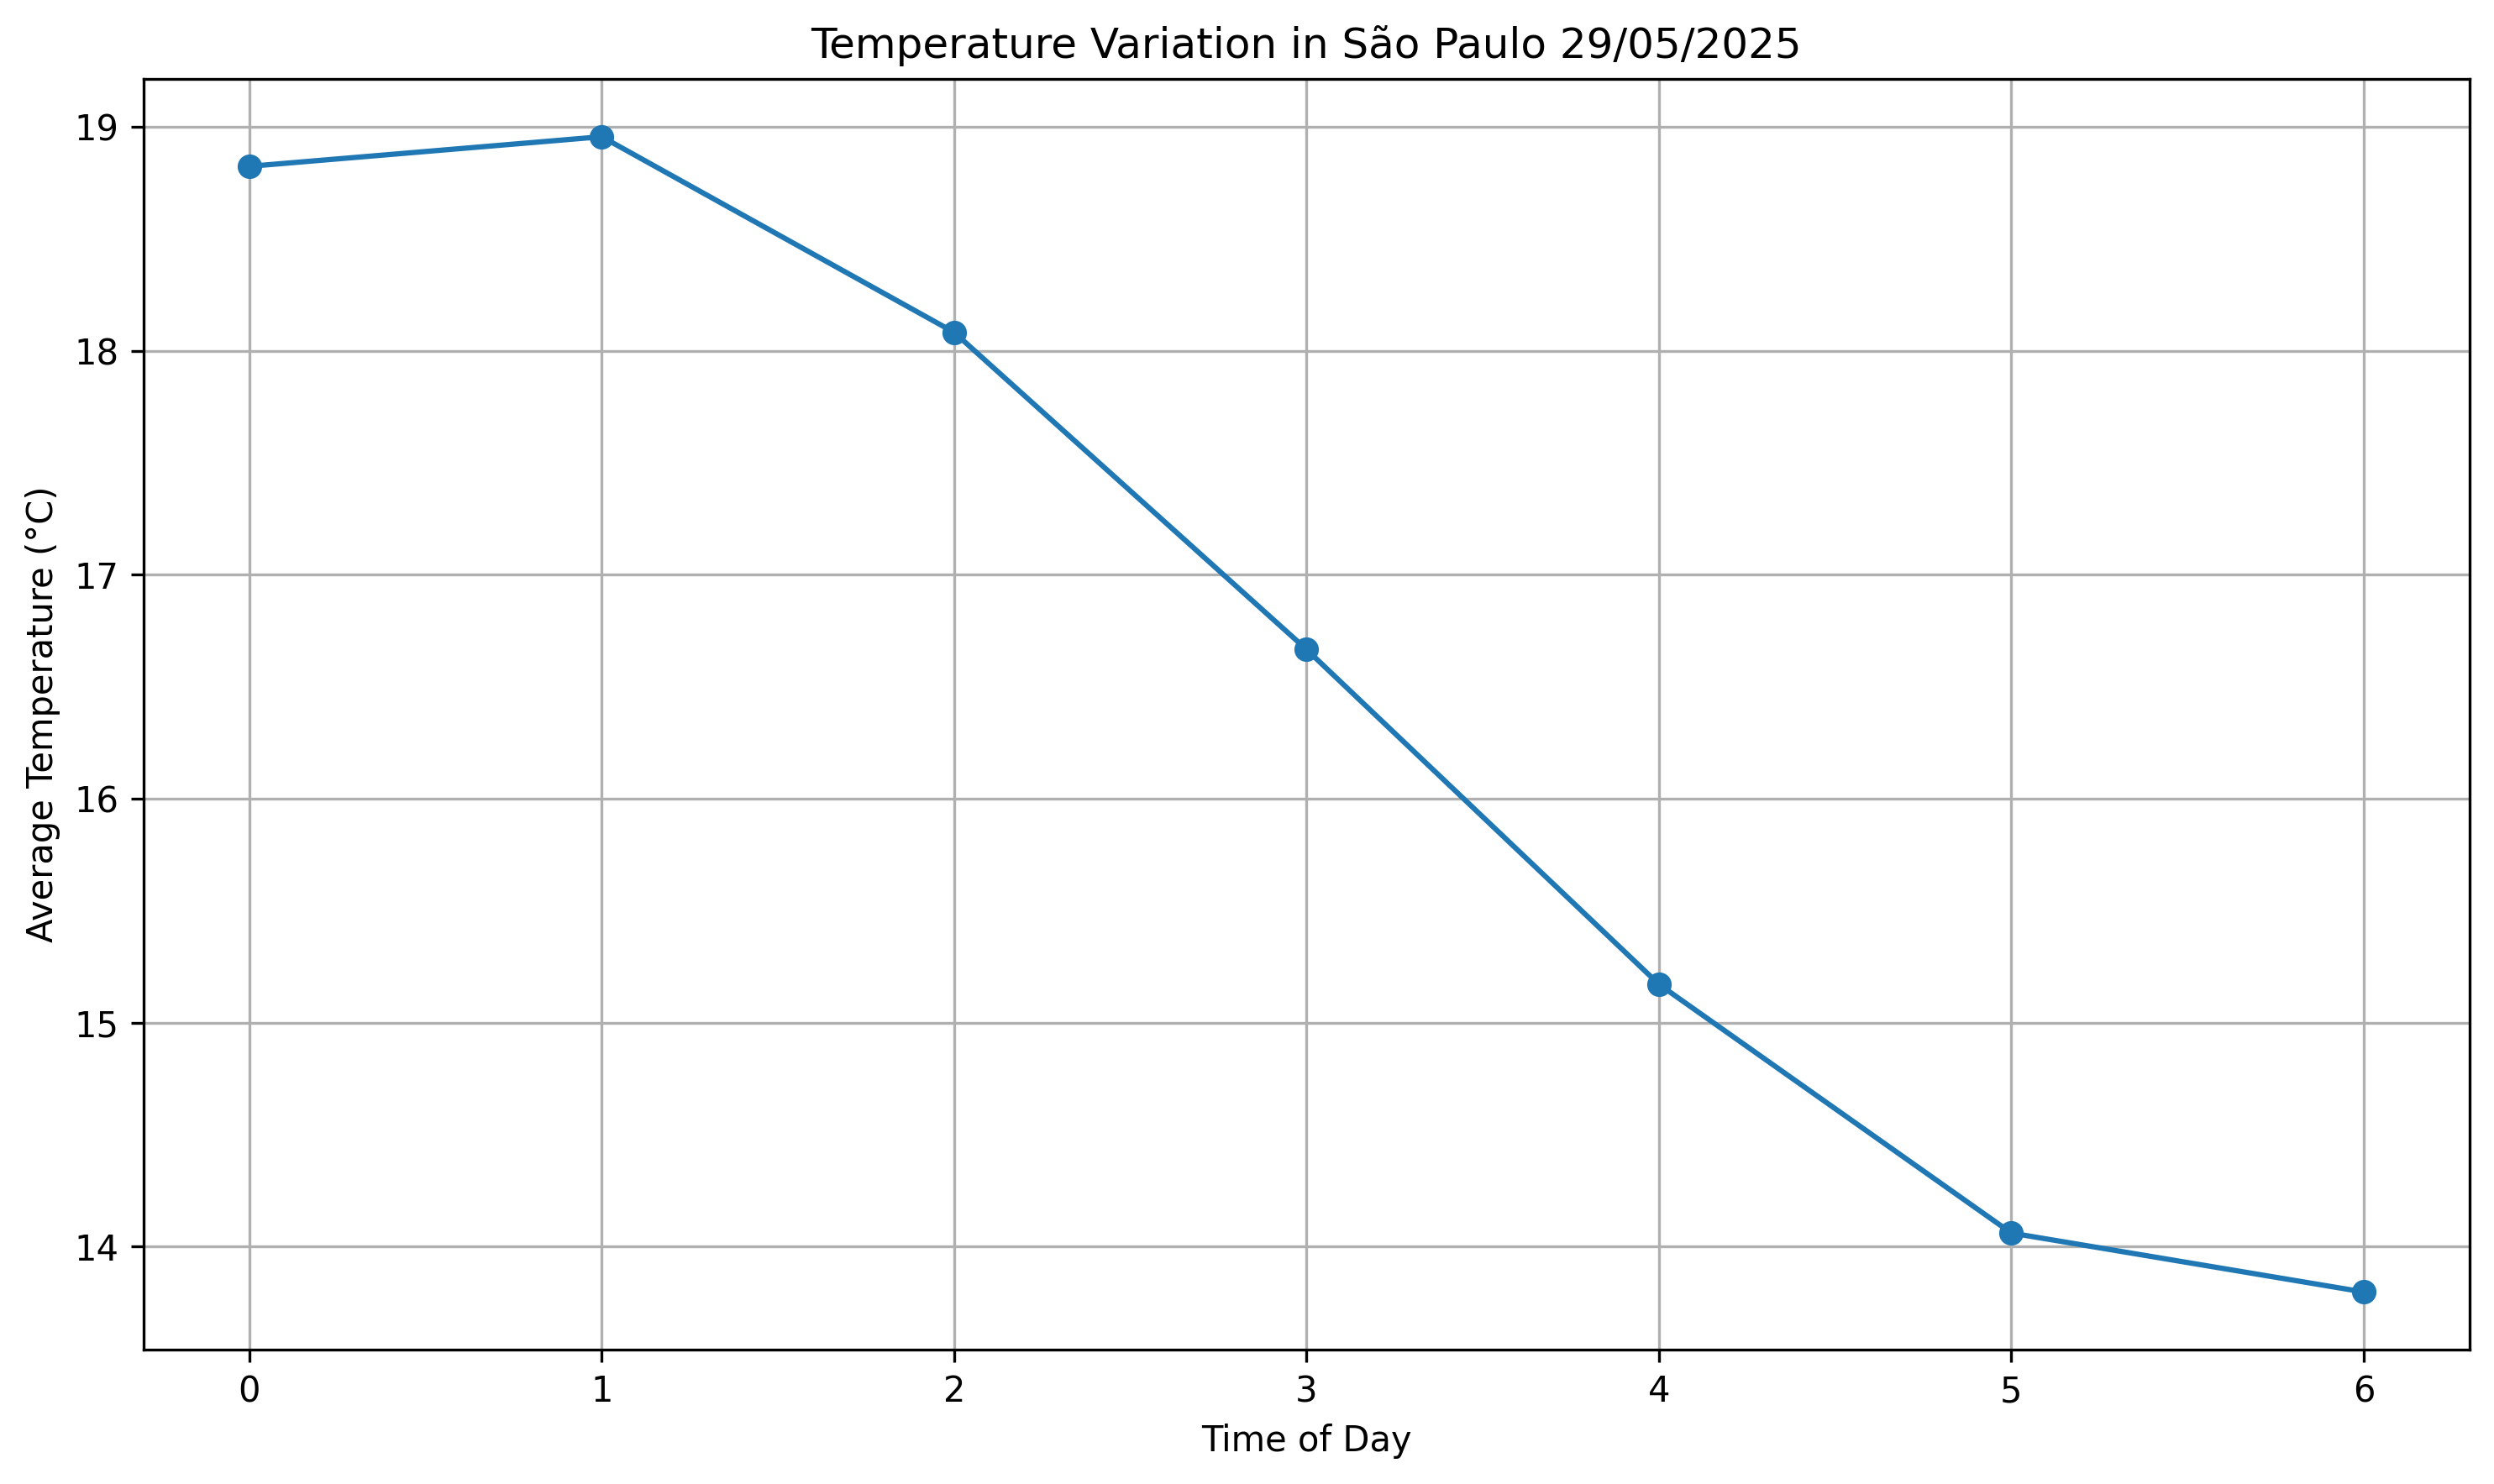 Temperature Variation in São Paulo 29/05/2025
Average Temperature (°C)
19
18
17
16
15
14
0 1 2 3 4 5 6
Time of Day